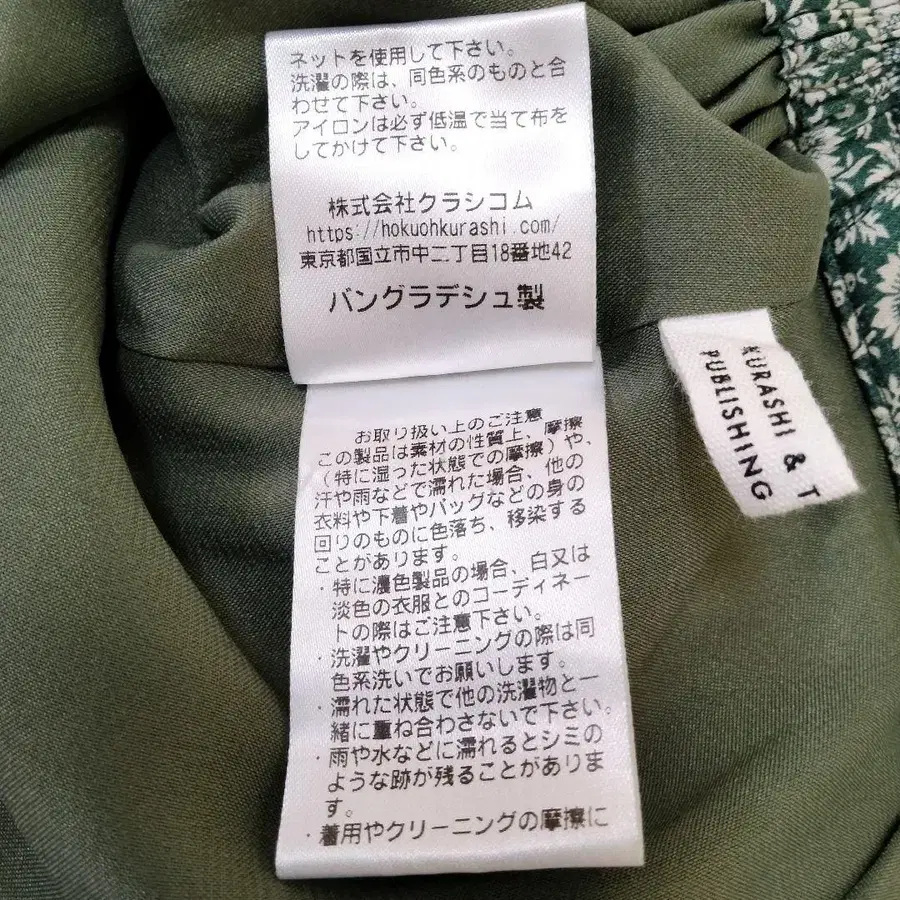 ネットを使用して下さい。
洗濯の際は、同色系のものと合
わせて下さい。
アイロンは必ず低温で当て布を
してかけて下さい。
株式会社クラシコム
https://hokuohkurashi.com/
東京都国立市中二丁目18番地42
バングラデシュ製
KURASHI & T
PUBLISHING
お取り扱い上のご注意
この製品は素材の性質上、摩擦
（特に湿った状態での摩擦）や、
汗や雨などで濡れた場合、他の
衣料や下着やバッグなどの身の
回りのものに色落ち、移染する
ことがあります。
・特に濃色製品の場合、白又は
淡色の衣服とのコーディネー
トの際はご注意下さい。
・洗濯やクリーニングの際は同
色系洗いでお願いします。
・濡れた状態で他の洗濯物と一
緒に重ね合わさないで下さい。
・雨や水などに濡れるとシミの
ような跡が残ることがありま
す。
・着用やクリーニングの摩擦に